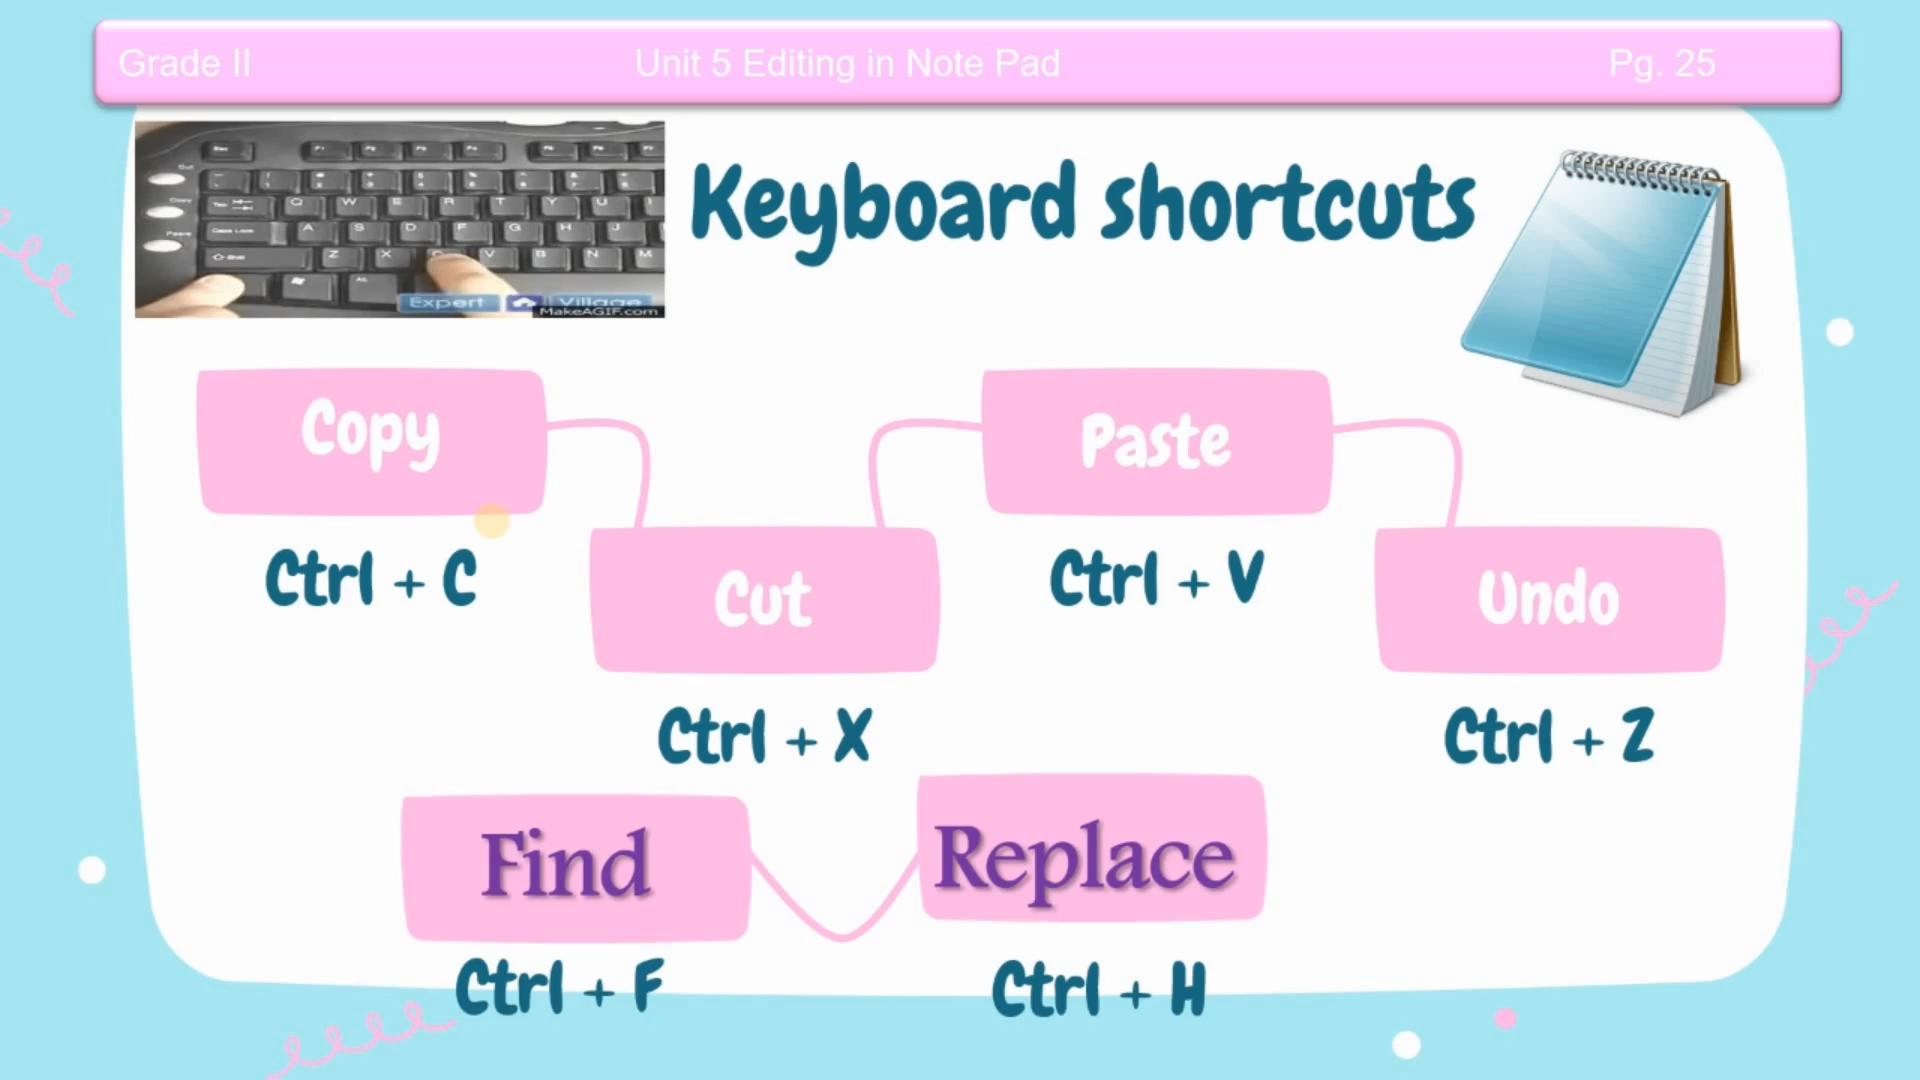 Grade II Unit 5 Editing in Note Pad Pg. 25
Keyboard shortcuts
Expert Village
MakeAGIF.com
Copy
Ctrl + C
Cut
Ctrl + X
Paste
Ctrl + V
Undo
Ctrl + Z
Find
Ctrl + F
Replace
Ctrl + H